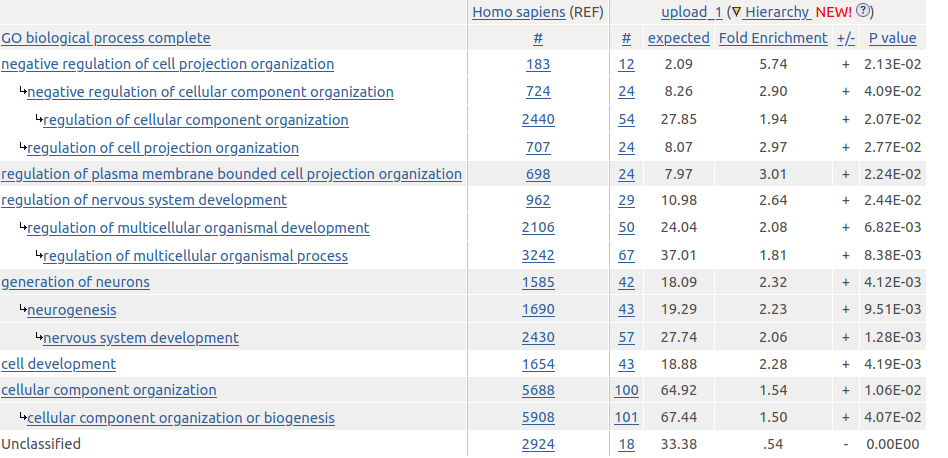 Homo sapiens (REF) upload_1 (∇ Hierarchy NEW! ?)
GO biological process complete # # expected Fold Enrichment +/- P value
negative regulation of cell projection organization 183 12 2.09 5.74 + 2.13E-02
↳negative regulation of cellular component organization 724 24 8.26 2.90 + 4.09E-02
↳regulation of cellular component organization 2440 54 27.85 1.94 + 2.07E-02
↳regulation of cell projection organization 707 24 8.07 2.97 + 2.77E-02
regulation of plasma membrane bounded cell projection organization 698 24 7.97 3.01 + 2.24E-02
regulation of nervous system development 962 29 10.98 2.64 + 2.44E-02
↳regulation of multicellular organismal development 2106 50 24.04 2.08 + 6.82E-03
↳regulation of multicellular organismal process 3242 67 37.01 1.81 + 8.38E-03
generation of neurons 1585 42 18.09 2.32 + 4.12E-03
↳neurogenesis 1690 43 19.29 2.23 + 9.51E-03
↳nervous system development 2430 57 27.74 2.06 + 1.28E-03
cell development 1654 43 18.88 2.28 + 4.19E-03
cellular component organization 5688 100 64.92 1.54 + 1.06E-02
↳cellular component organization or biogenesis 5908 101 67.44 1.50 + 4.07E-02
Unclassified 2924 18 33.38 .54 - 0.00E00